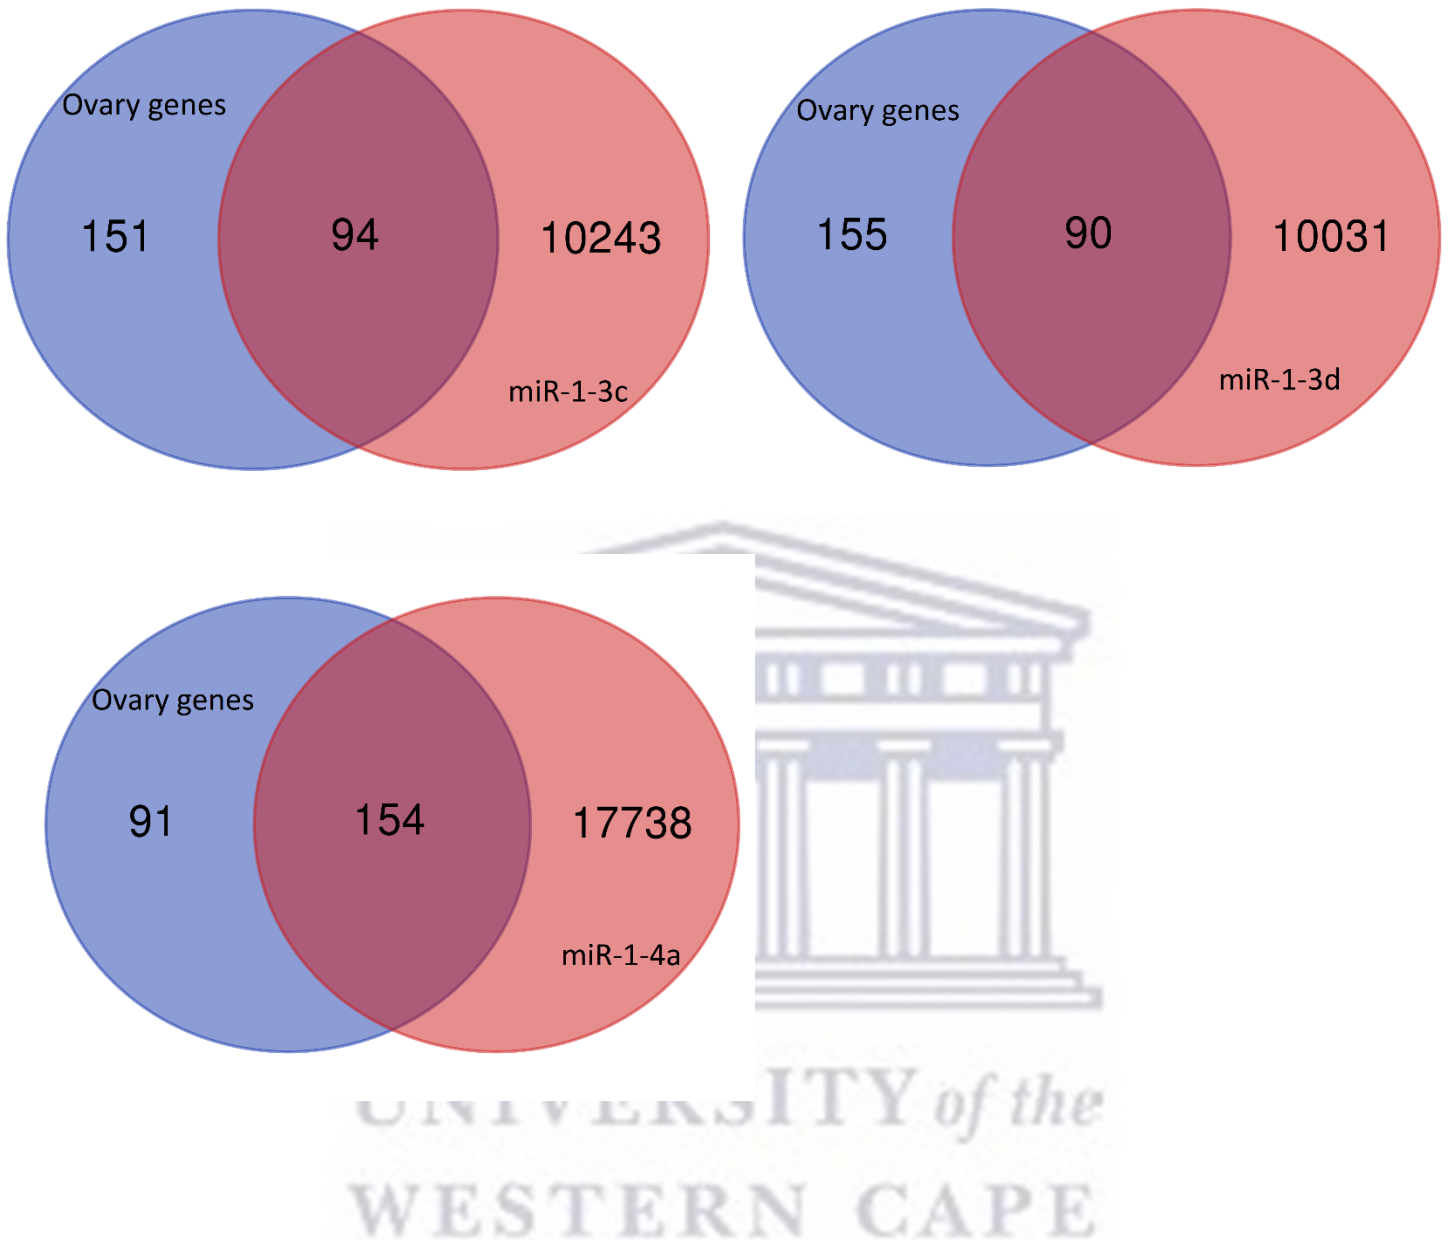 Ovary genes
151
94
10243
miR-1-3c
Ovary genes
155
90
10031
miR-1-3d
Ovary genes
91
154
17738
miR-1-4a
UNIVERSITY of the
WESTERN CAPE